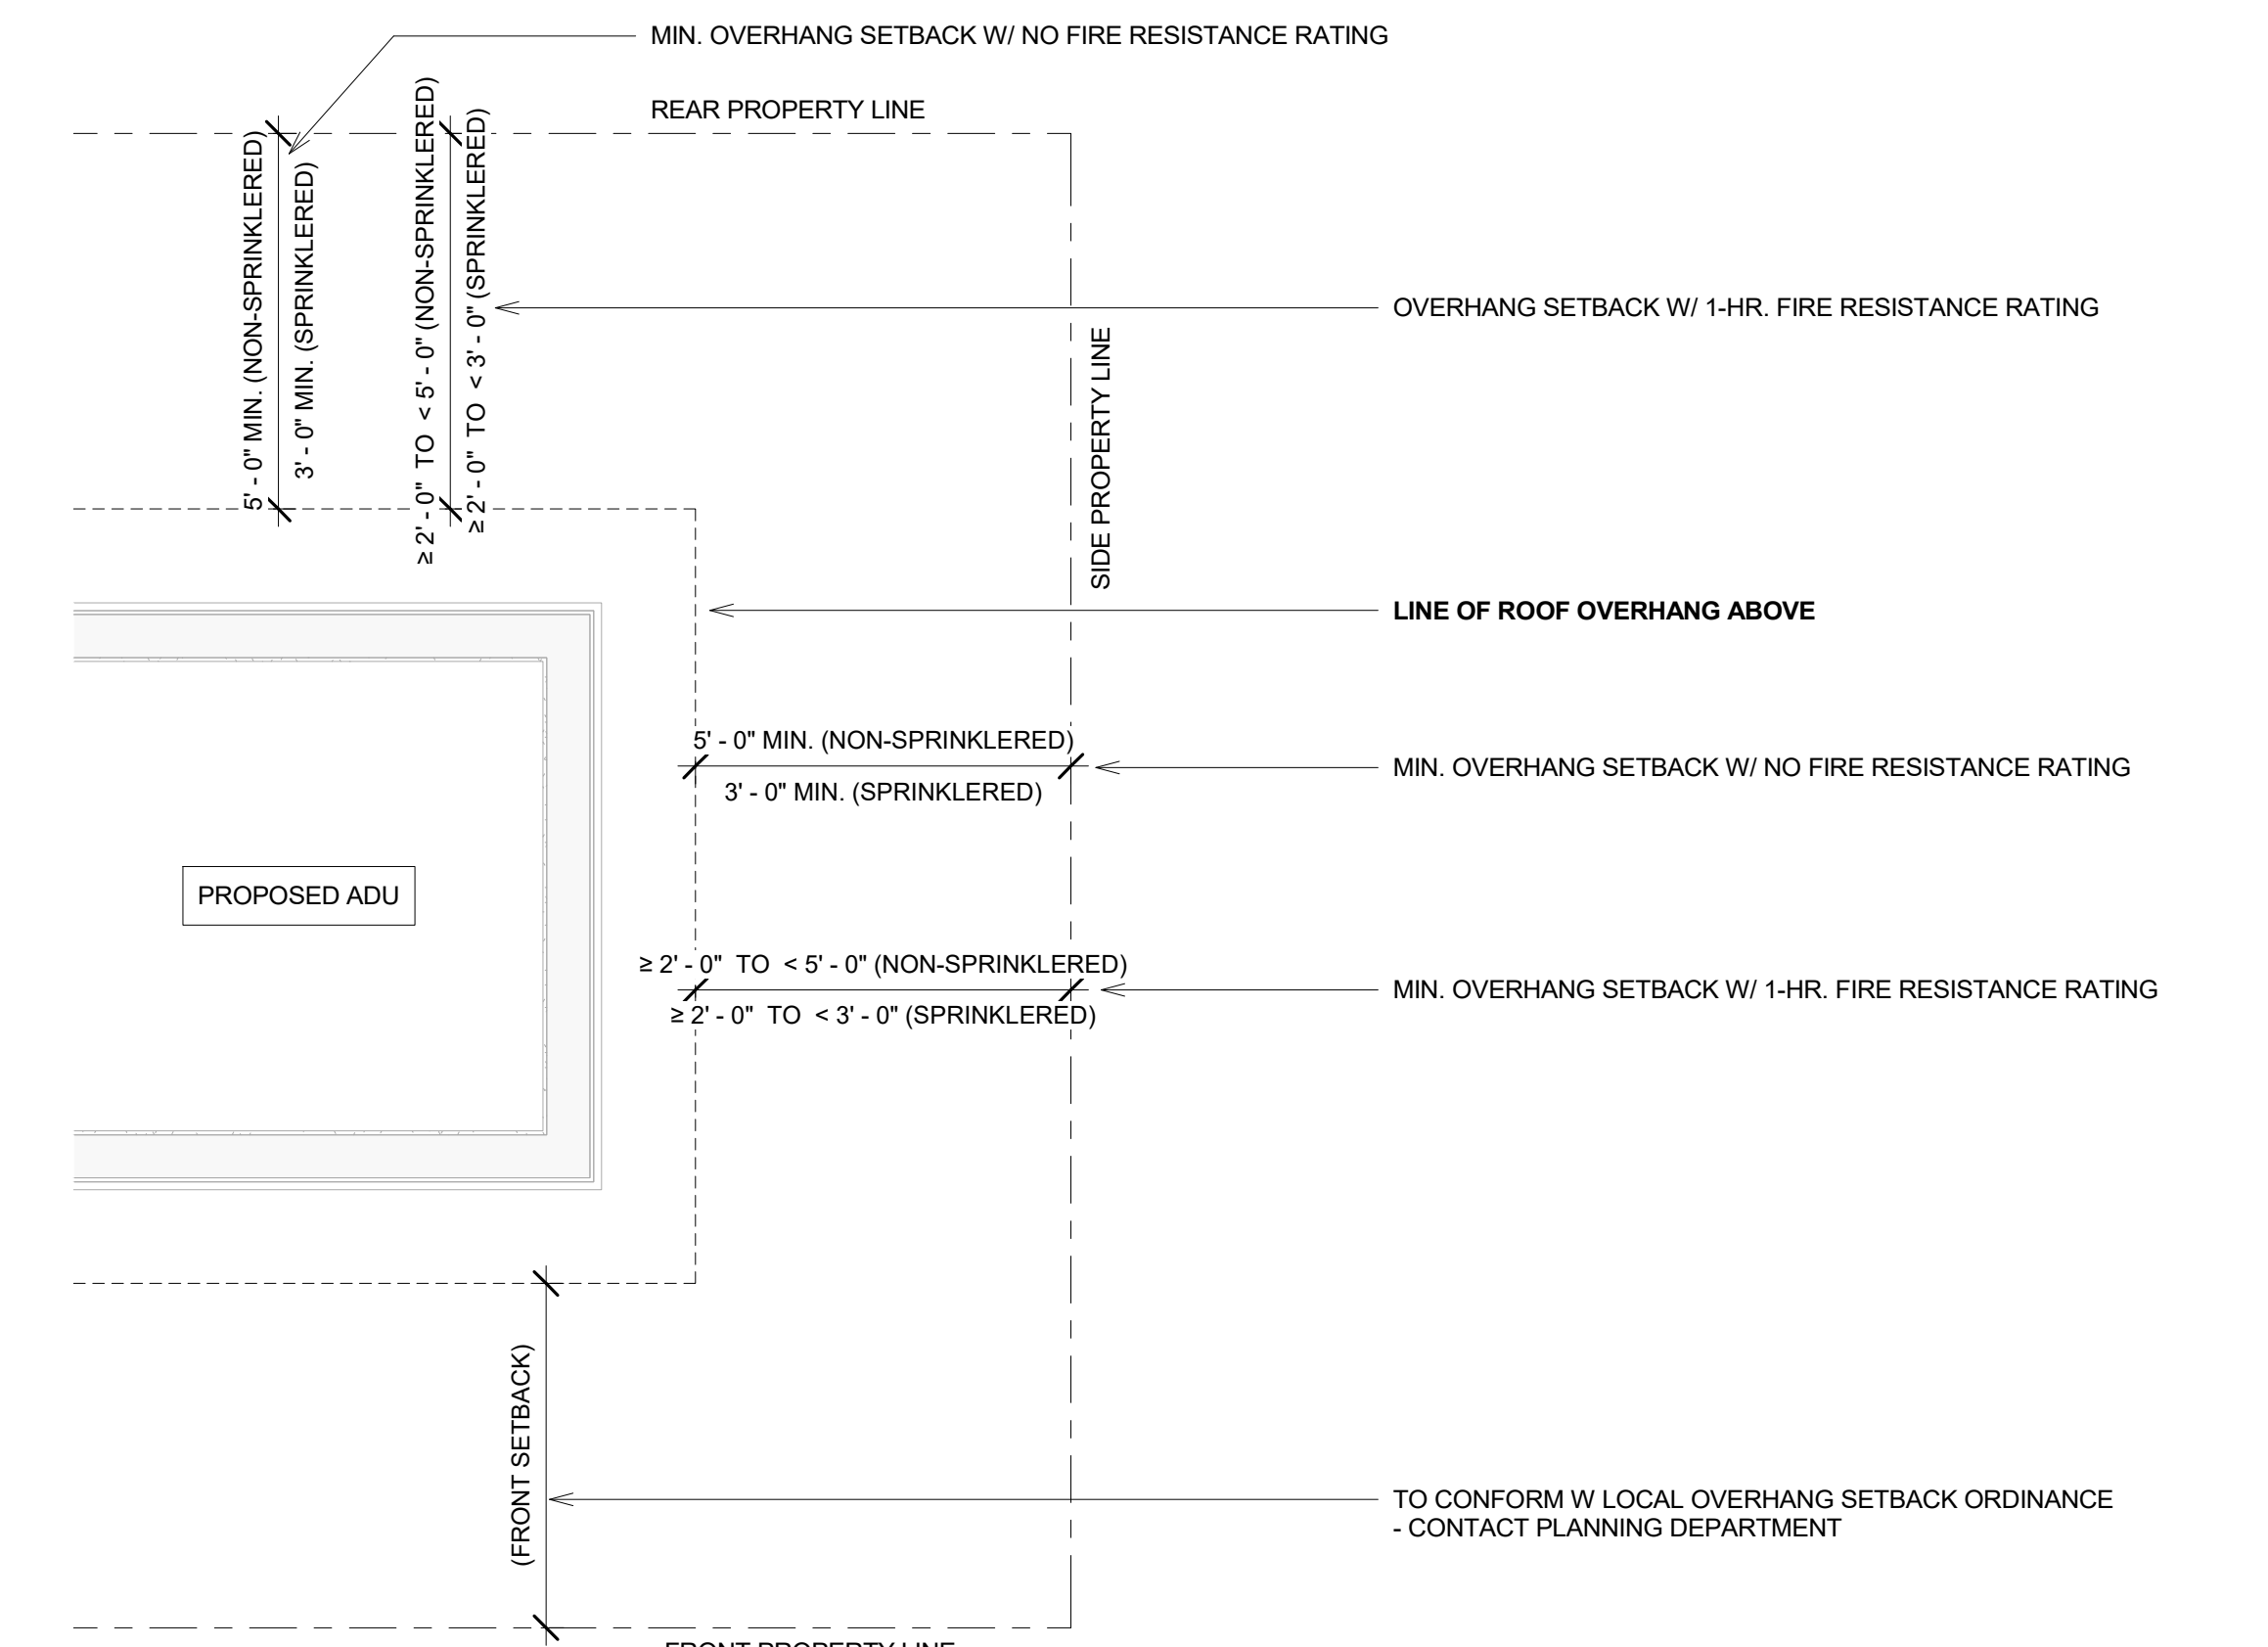 MIN. OVERHANG SETBACK W/ NO FIRE RESISTANCE RATING
REAR PROPERTY LINE
5' - 0" MIN. (NON-SPRINKLERED)
3' - 0" MIN. (SPRINKLERED)
≥ 2' - 0" TO < 5' - 0" (NON-SPRINKLERED)
≥ 2' - 0" TO < 3' - 0" (SPRINKLERED)
OVERHANG SETBACK W/ 1-HR. FIRE RESISTANCE RATING
SIDE PROPERTY LINE
LINE OF ROOF OVERHANG ABOVE
5' - 0" MIN. (NON-SPRINKLERED)
3' - 0" MIN. (SPRINKLERED)
MIN. OVERHANG SETBACK W/ NO FIRE RESISTANCE RATING
PROPOSED ADU
≥ 2' - 0" TO < 5' - 0" (NON-SPRINKLERED)
≥ 2' - 0" TO < 3' - 0" (SPRINKLERED)
MIN. OVERHANG SETBACK W/ 1-HR. FIRE RESISTANCE RATING
(FRONT SETBACK)
TO CONFORM W LOCAL OVERHANG SETBACK ORDINANCE
- CONTACT PLANNING DEPARTMENT
FRONT PROPERTY LINE